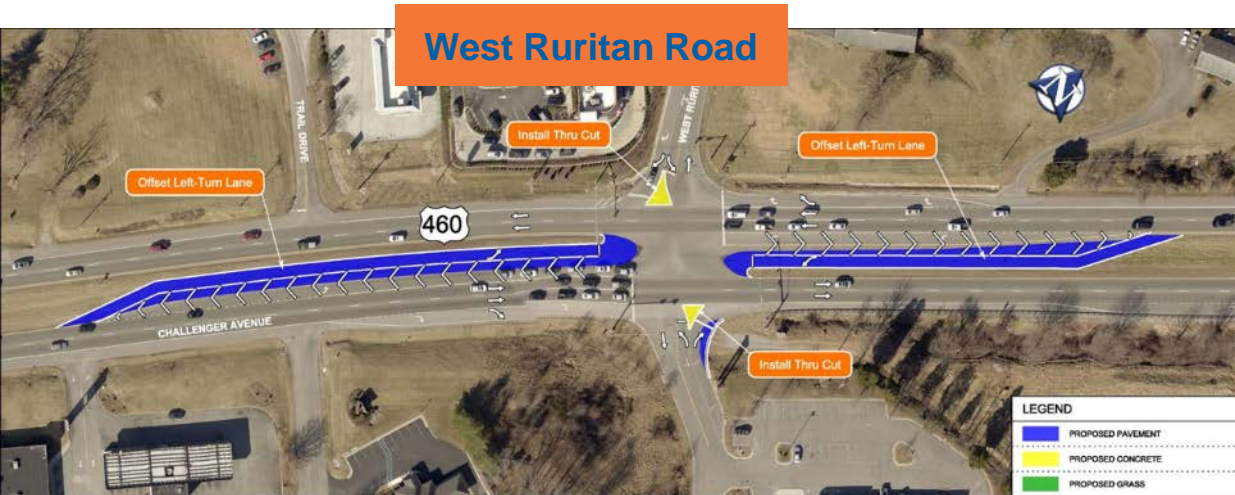 West Ruritan Road
TRAIL DRIVE
Install Thru Cut
WEST RURIT
N
Offset Left-Turn Lane
Offset Left-Turn Lane
460
CHALLENGER AVENUE
Install Thru Cut
LEGEND
PROPOSED PAVEMENT
PROPOSED CONCRETE
PROPOSED GRASS